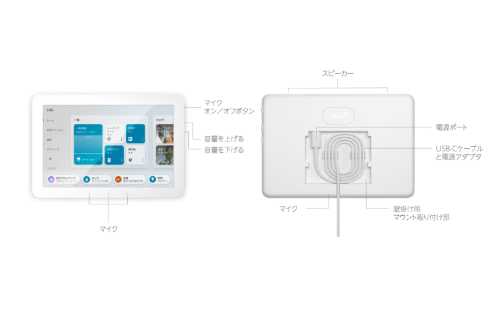 スピーカー
マイク
オン／オフボタン
音量を上げる
音量を下げる
マイク
電源ポート
USB-Cケーブル
と電源アダプタ
マイク
壁掛け用
マウント取り付け部